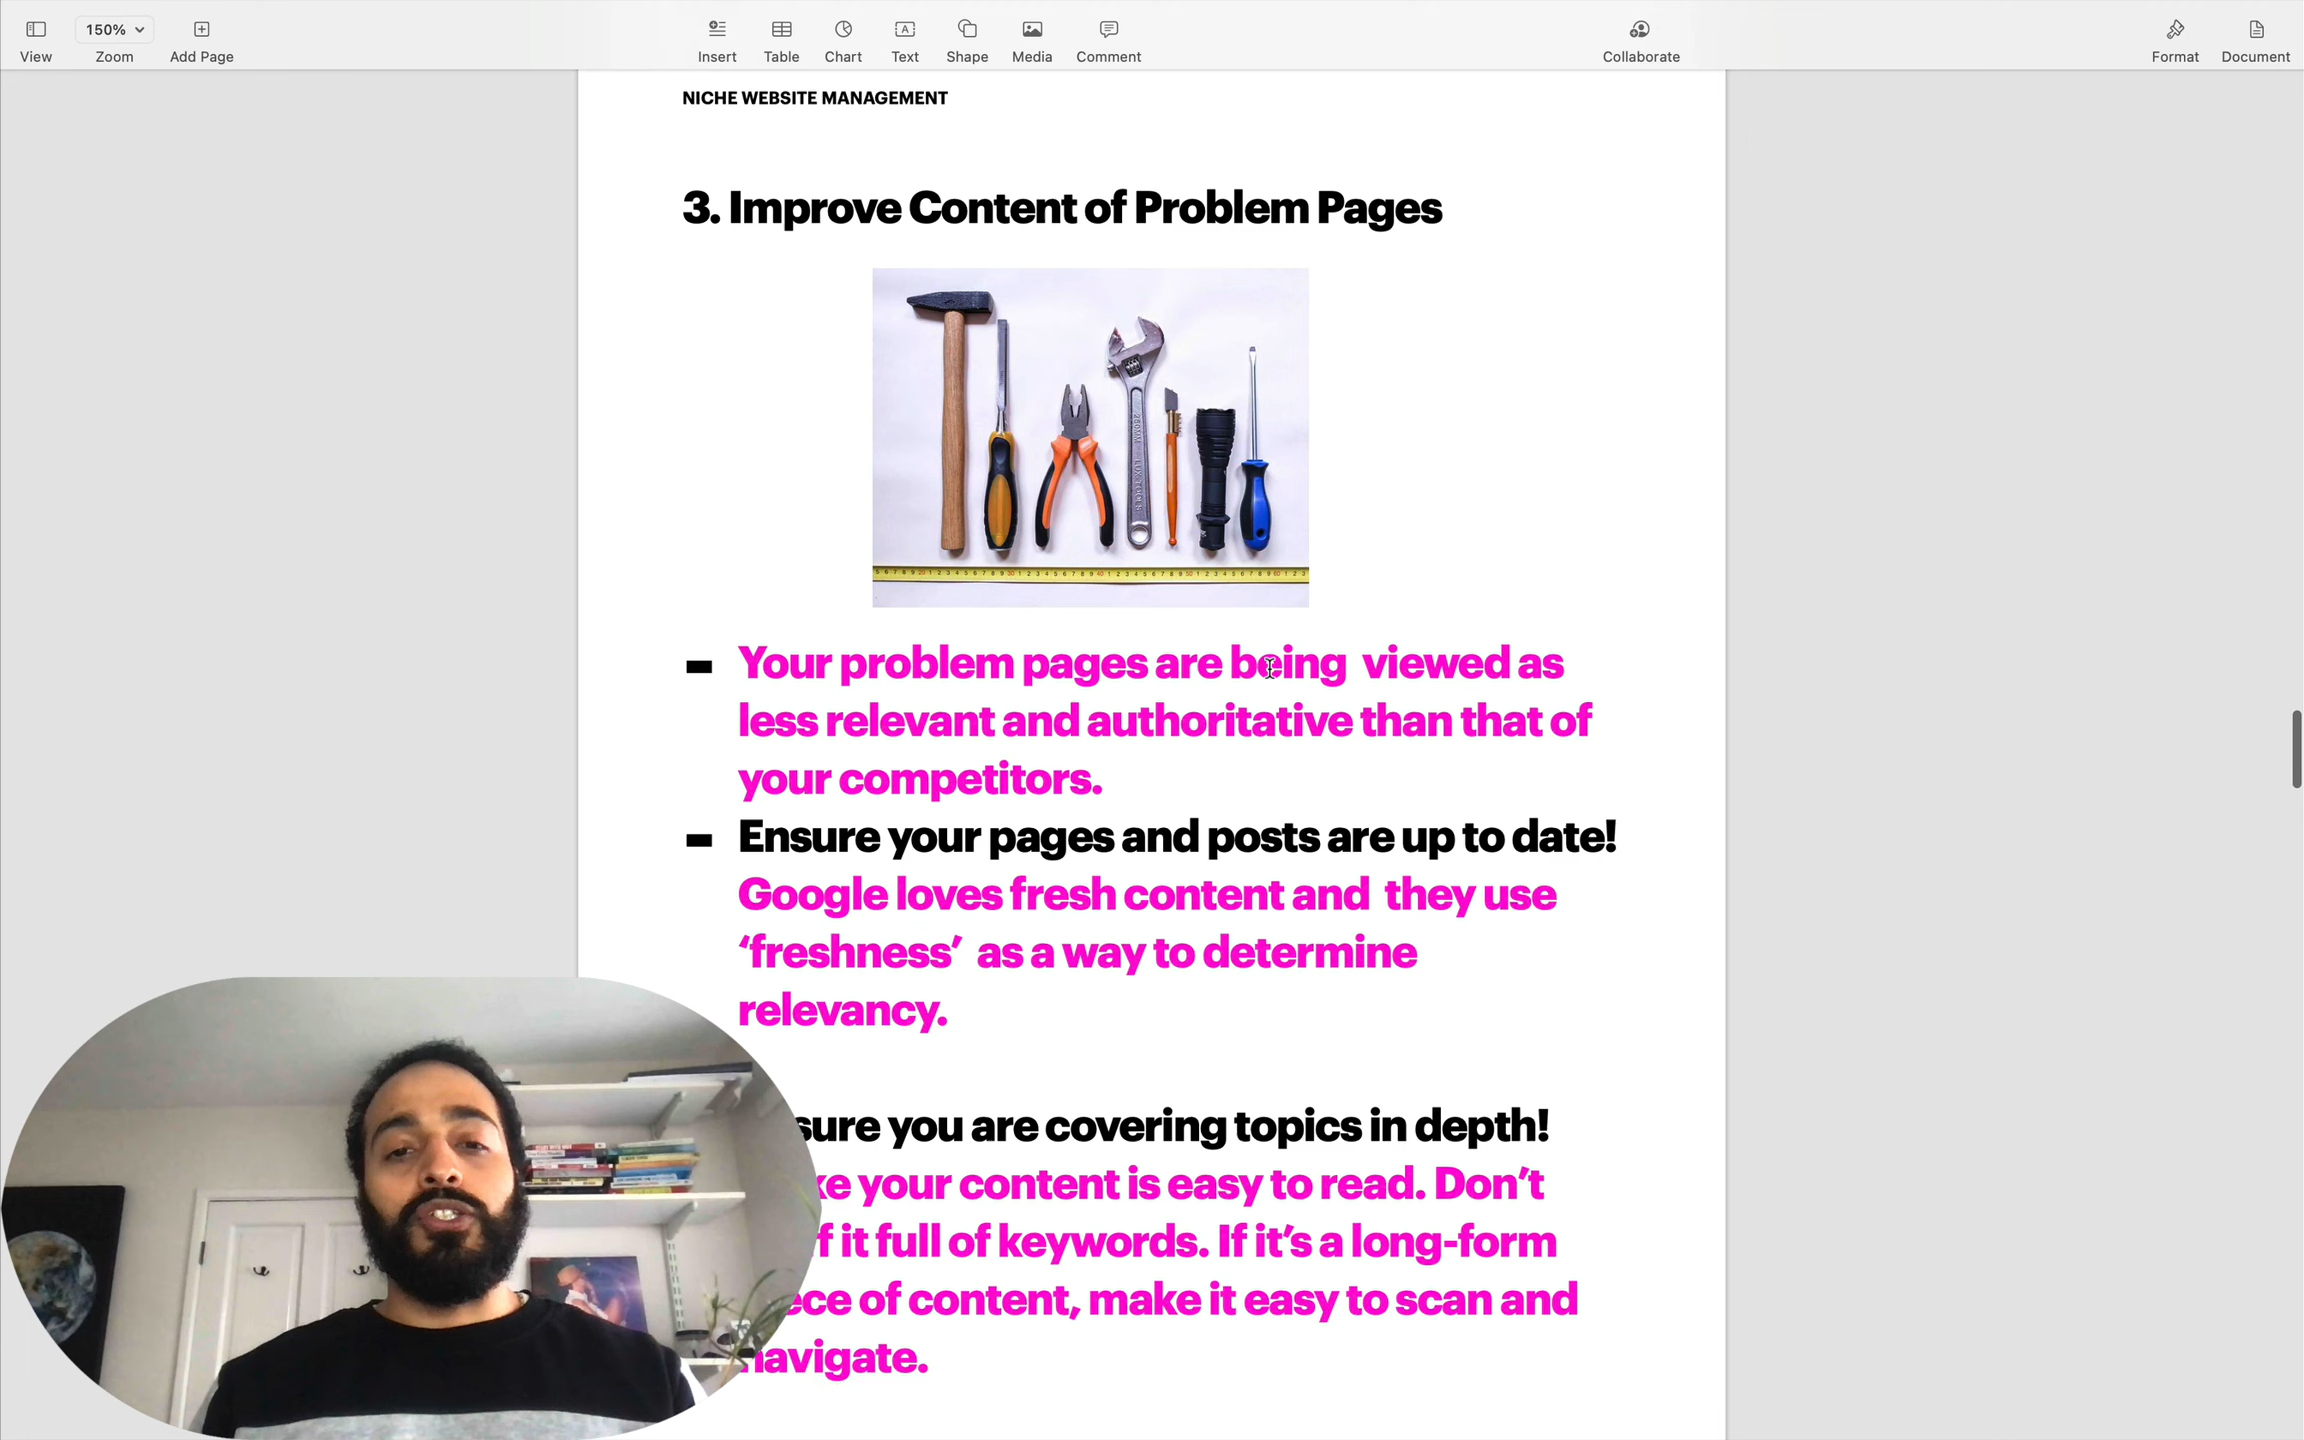 150%
View
Zoom
Add Page
Insert
Table
Chart
Text
Shape
Media
Comment
Collaborate
Format
Document
NICHE WEBSITE MANAGEMENT
3. Improve Content of Problem Pages
- Your problem pages are being viewed as
less relevant and authoritative than that of
your competitors.
- Ensure your pages and posts are up to date!
Google loves fresh content and they use
‘freshness’ as a way to determine
relevancy.
sure you are covering topics in depth!
ke your content is easy to read. Don’t
f it full of keywords. If it’s a long-form
ece of content, make it easy to scan and
navigate.